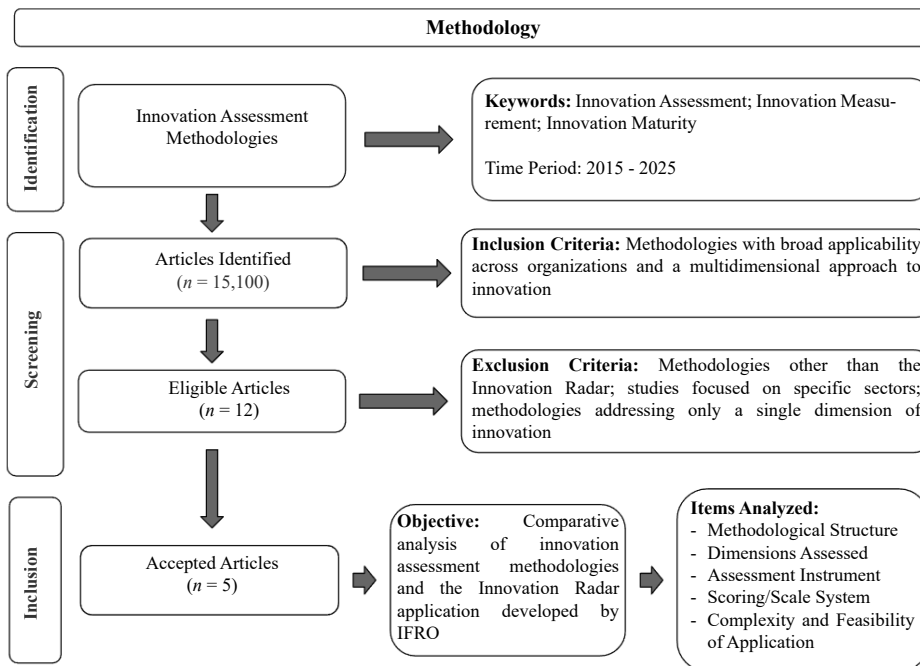 Methodology
Identification
Innovation Assessment
Methodologies
Keywords: Innovation Assessment; Innovation Measu-
rement; Innovation Maturity
Time Period: 2015 - 2025
Screening
Articles Identified
(n = 15,100)
Inclusion Criteria: Methodologies with broad applicability
across organizations and a multidimensional approach to
innovation
Eligible Articles
(n = 12)
Exclusion Criteria: Methodologies other than the
Innovation Radar; studies focused on specific sectors;
methodologies addressing only a single dimension of
innovation
Inclusion
Accepted Articles
(n = 5)
Objective: Comparative
analysis of innovation
assessment methodologies
and the Innovation Radar
application developed by
IFRO
Items Analyzed:
- Methodological Structure
- Dimensions Assessed
- Assessment Instrument
- Scoring/Scale System
- Complexity and Feasibility
of Application